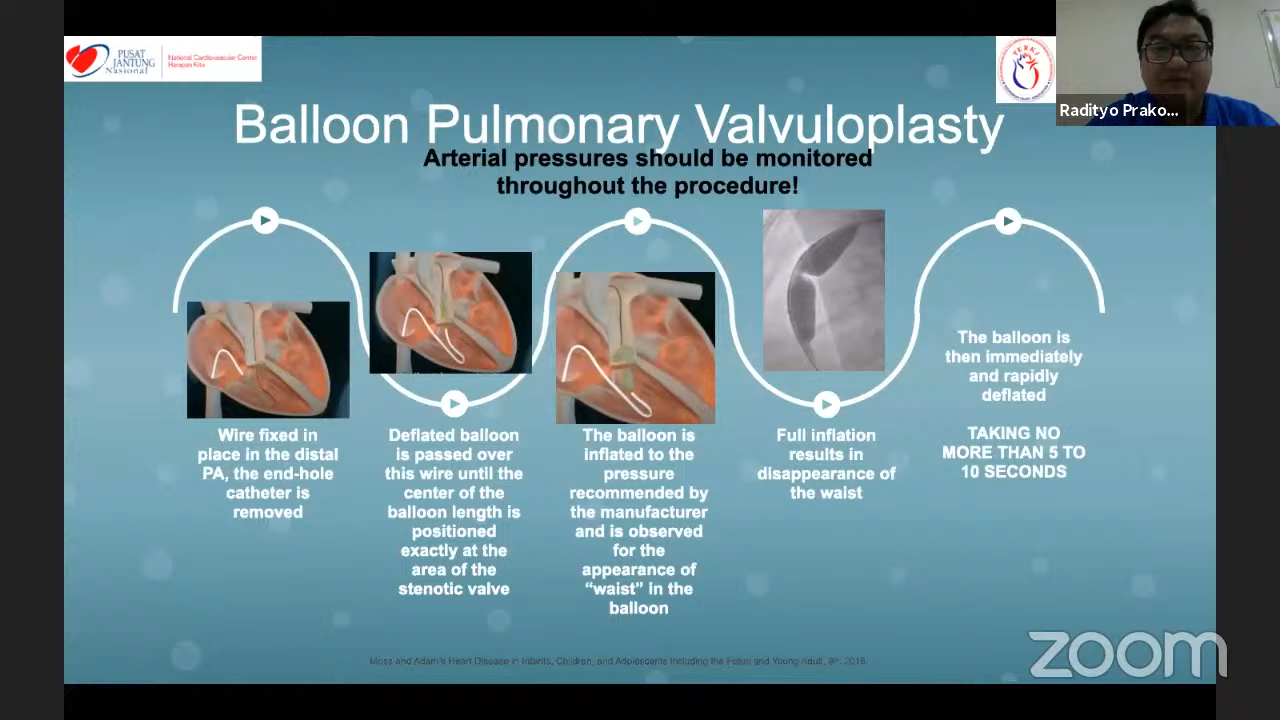 PUSAT
JANTUNG
Nasional
National Cardiovascular Center
Harapan Kita
PERKI
Radityo Prako...
Balloon Pulmonary Valvuloplasty
Arterial pressures should be monitored
throughout the procedure!
Wire fixed in
place in the distal
PA, the end-hole
catheter is
removed
Deflated balloon
is passed over
this wire until the
center of the
balloon length is
positioned
exactly at the
area of the
stenotic valve
The balloon is
inflated to the
pressure
recommended by
the manufacturer
and is observed
for the
appearance of
“waist” in the
balloon
Full inflation
results in
disappearance of
the waist
The balloon is
then immediately
and rapidly
deflated
TAKING NO
MORE THAN 5 TO
10 SECONDS
Moss and Adam's Heart Disease in Infants, Children, and Adolescents Including the Fetus and Young Adult, 9th. 2016.
zoom